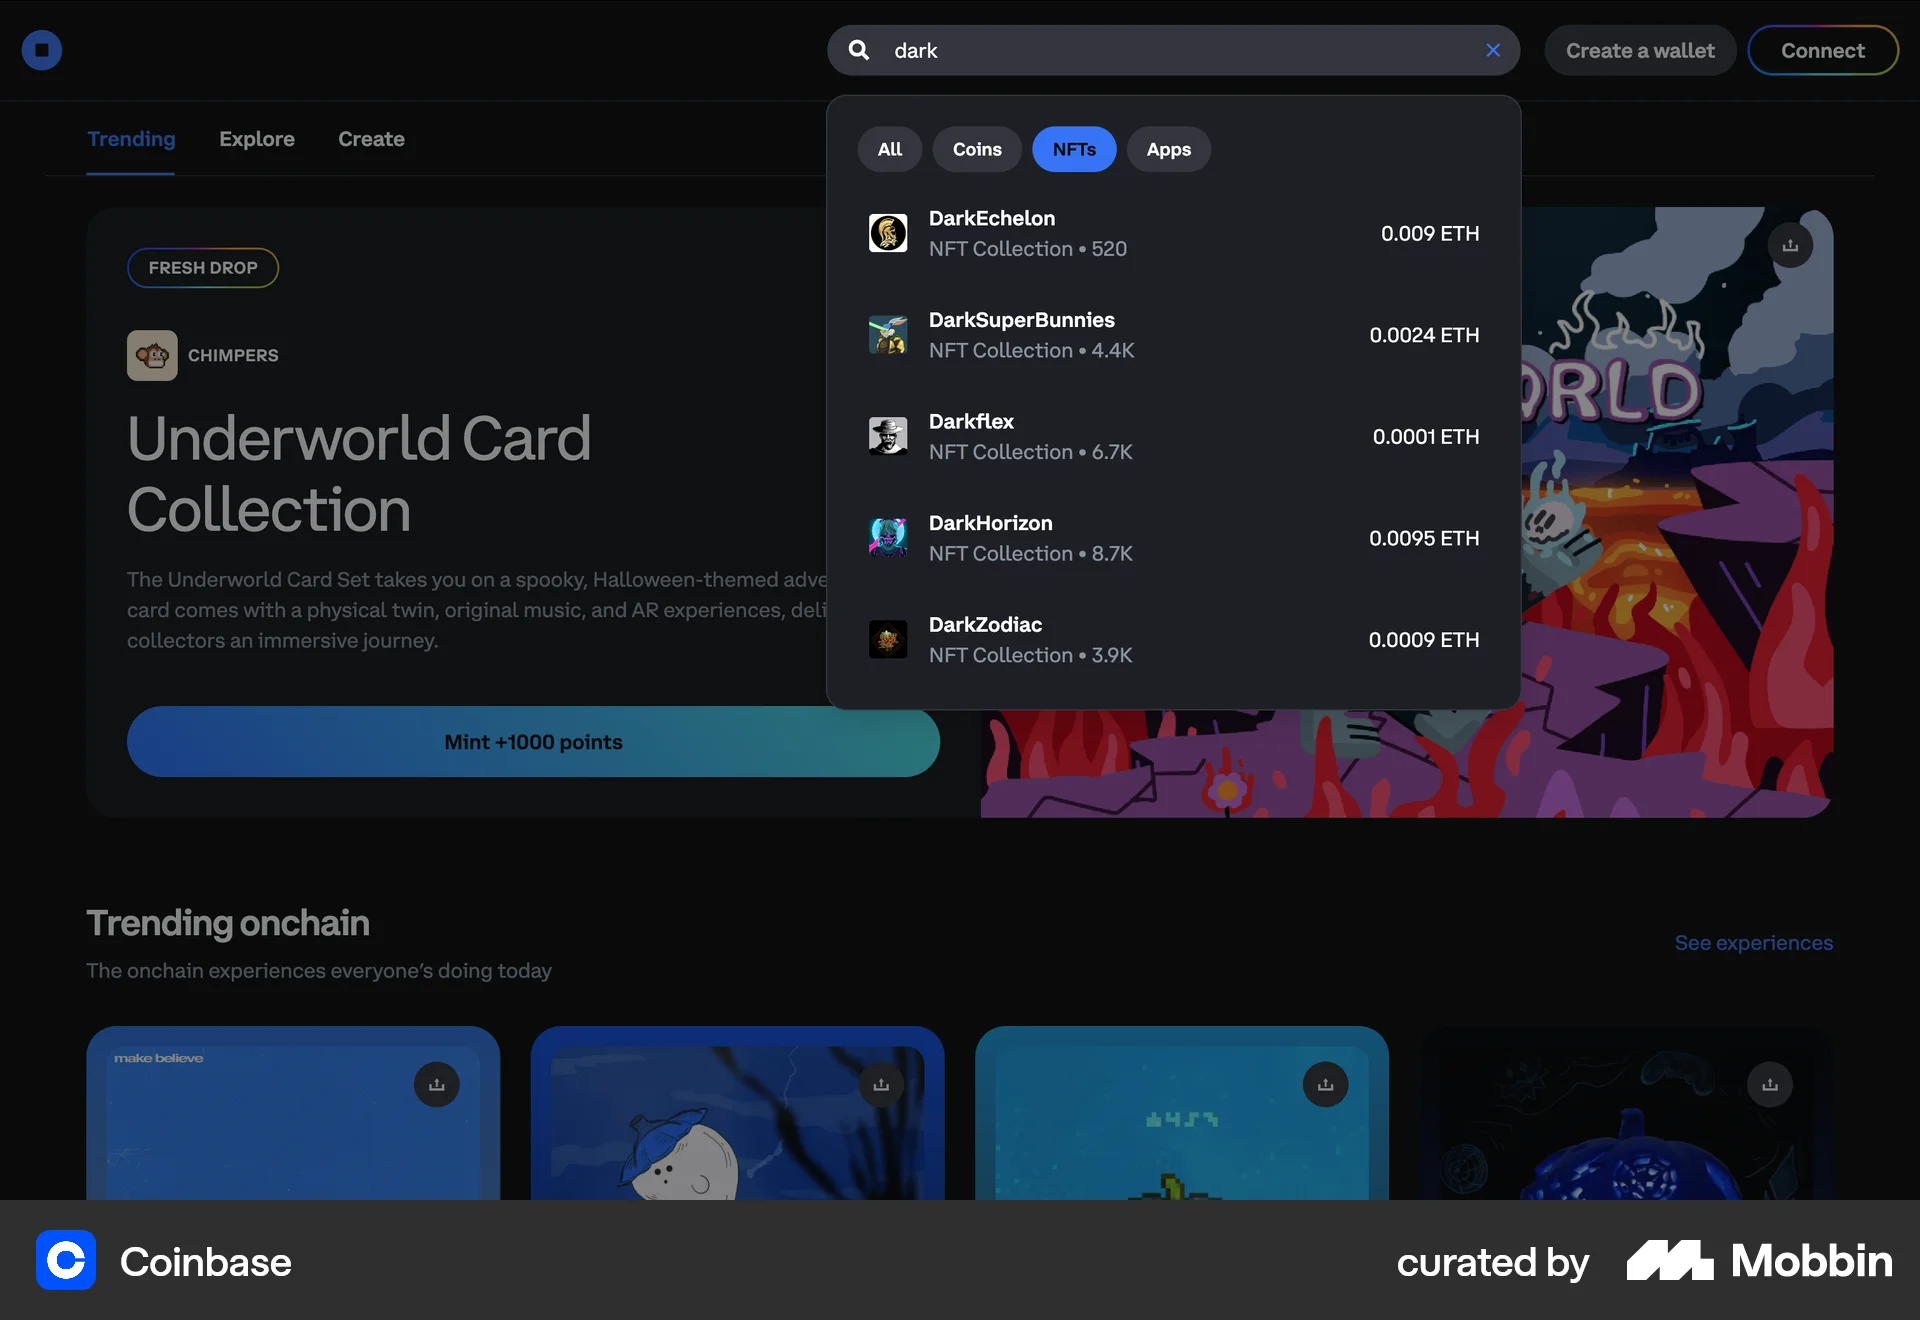 dark
Create a wallet
Connect
Trending
Explore
Create
All
Coins
NFTs
Apps
DarkEchelon
NFT Collection • 520
0.009 ETH
DarkSuperBunnies
NFT Collection • 4.4K
0.0024 ETH
Darkflex
NFT Collection • 6.7K
0.0001 ETH
DarkHorizon
NFT Collection • 8.7K
0.0095 ETH
DarkZodiac
NFT Collection • 3.9K
0.0009 ETH
FRESH DROP
CHIMPERS
Underworld Card
Collection
The Underworld Card Set takes you on a spooky, Halloween-themed adve
card comes with a physical twin, original music, and AR experiences, deli
collectors an immersive journey.
Mint +1000 points
ORLD
Trending onchain
The onchain experiences everyone’s doing today
See experiences
make believe
Coinbase
curated by
Mobbin